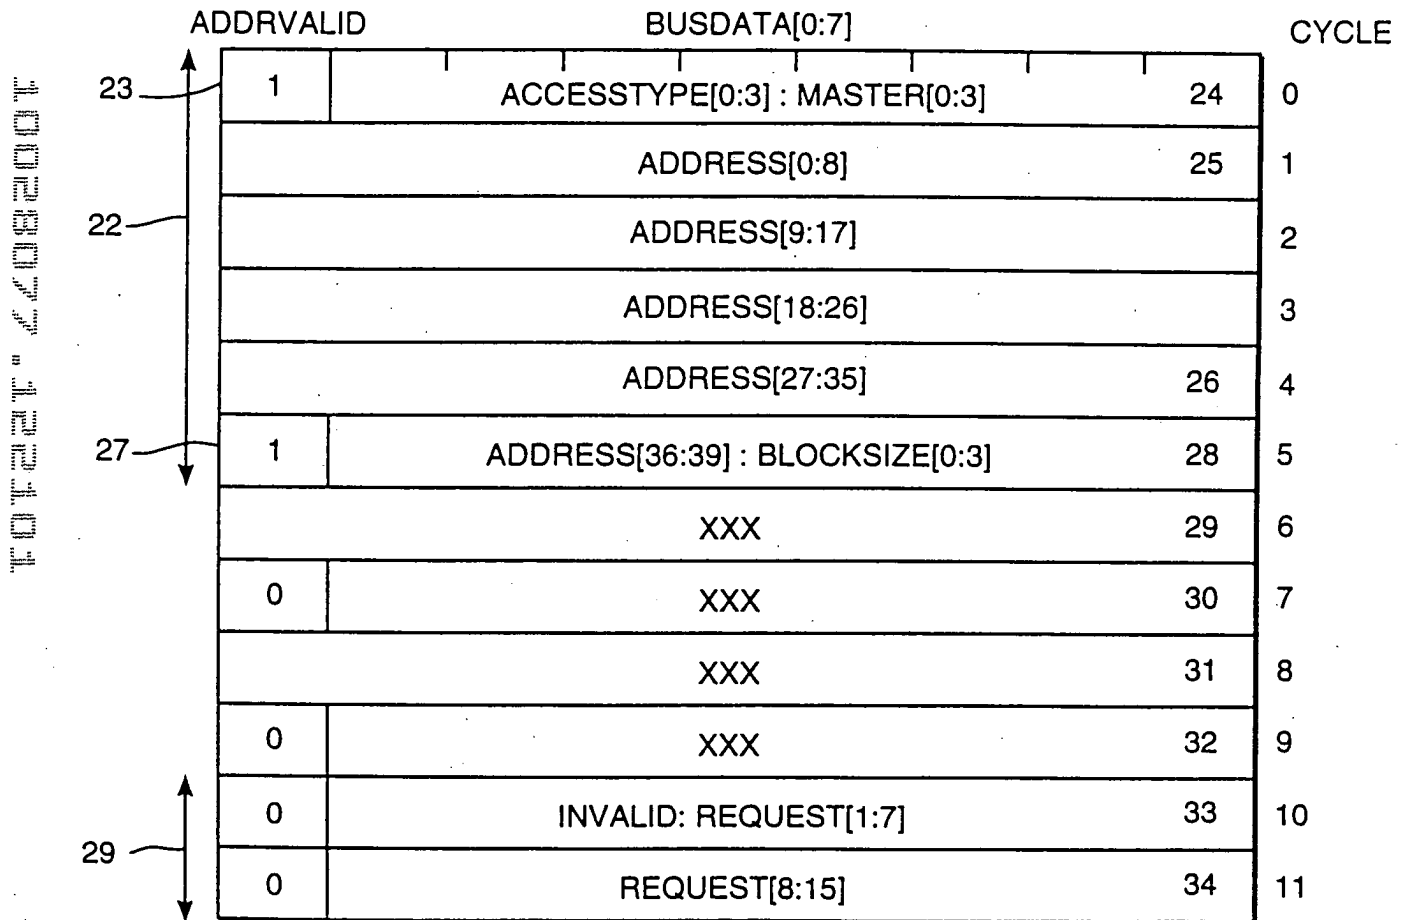 ADDRVALID BUSDATA[0:7] CYCLE
23 1 ACCESSTYPE[0:3] : MASTER[0:3] 24 0
ADDRESS[0:8] 25 1
22 ADDRESS[9:17] 2
ADDRESS[18:26] 3
ADDRESS[27:35] 26 4
27 1 ADDRESS[36:39] : BLOCKSIZE[0:3] 28 5
XXX 29 6
0 XXX 30 7
XXX 31 8
0 XXX 32 9
0 INVALID: REQUEST[1:7] 33 10
29
0 REQUEST[8:15] 34 11
10028077.122101